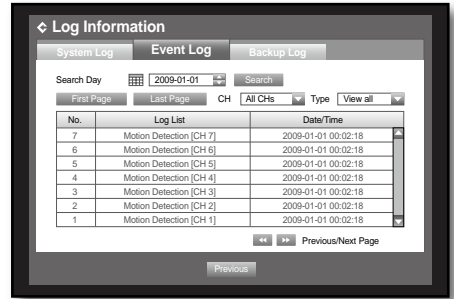 Log Information
System Log Event Log Backup Log
Search Day 2009-01-01 Search
First Page Last Page CH All CHs Type View all
No. Log List Date/Time
7 Motion Detection [CH 7] 2009-01-01 00:02:18
6 Motion Detection [CH 6] 2009-01-01 00:02:18
5 Motion Detection [CH 5] 2009-01-01 00:02:18
4 Motion Detection [CH 4] 2009-01-01 00:02:18
3 Motion Detection [CH 3] 2009-01-01 00:02:18
2 Motion Detection [CH 2] 2009-01-01 00:02:18
1 Motion Detection [CH 1] 2009-01-01 00:02:18
Previous/Next Page
Previous